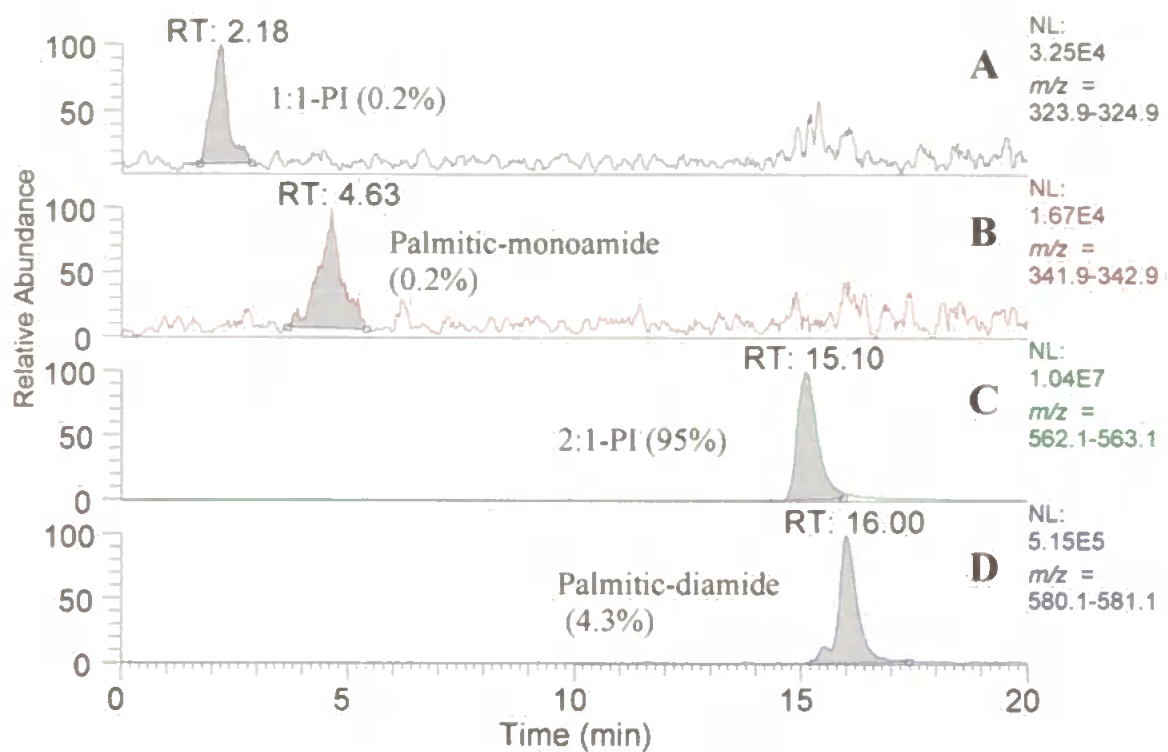 Relative Abundance
RT: 2.18
1:1-PI (0.2%)
A
NL:
3.25E4
m/z =
323.9-324.9
100
50
RT: 4.63
Palmitic-monoamide
(0.2%)
B
NL:
1.67E4
m/z =
341.9-342.9
100
50
0
RT: 15.10
2:1-PI (95%)
C
NL:
1.04E7
m/z =
562.1-563.1
100
50
0
RT: 16.00
Palmitic-diamide
(4.3%)
D
NL:
5.15E5
m/z =
580.1-581.1
100
50
0
0 5 10 15 20
Time (min)